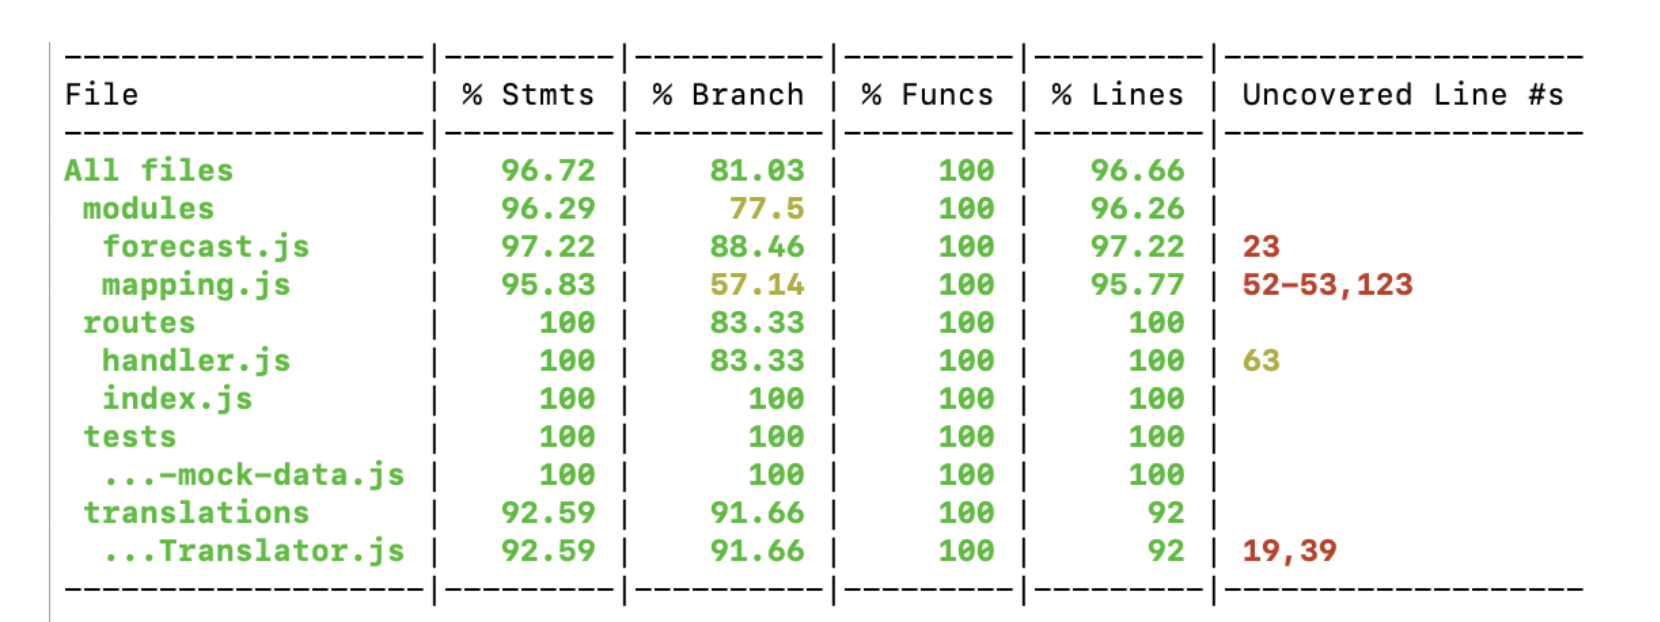 -------------------|---------|----------|---------|---------|-------------------
File                | % Stmts | % Branch | % Funcs | % Lines | Uncovered Line #s
-------------------|---------|----------|---------|---------|-------------------
All files           |   96.72 |    81.03 |     100 |   96.66 |
 modules            |   96.29 |     77.5 |     100 |   96.26 |
  forecast.js       |   97.22 |    88.46 |     100 |   97.22 | 23
  mapping.js        |   95.83 |    57.14 |     100 |   95.77 | 52-53,123
 routes             |     100 |    83.33 |     100 |     100 |
  handler.js        |     100 |    83.33 |     100 |     100 | 63
  index.js          |     100 |      100 |     100 |     100 |
 tests              |     100 |      100 |     100 |     100 |
  ...-mock-data.js  |     100 |      100 |     100 |     100 |
 translations       |   92.59 |    91.66 |     100 |      92 |
  ...Translator.js  |   92.59 |    91.66 |     100 |      92 | 19,39
-------------------|---------|----------|---------|---------|-------------------